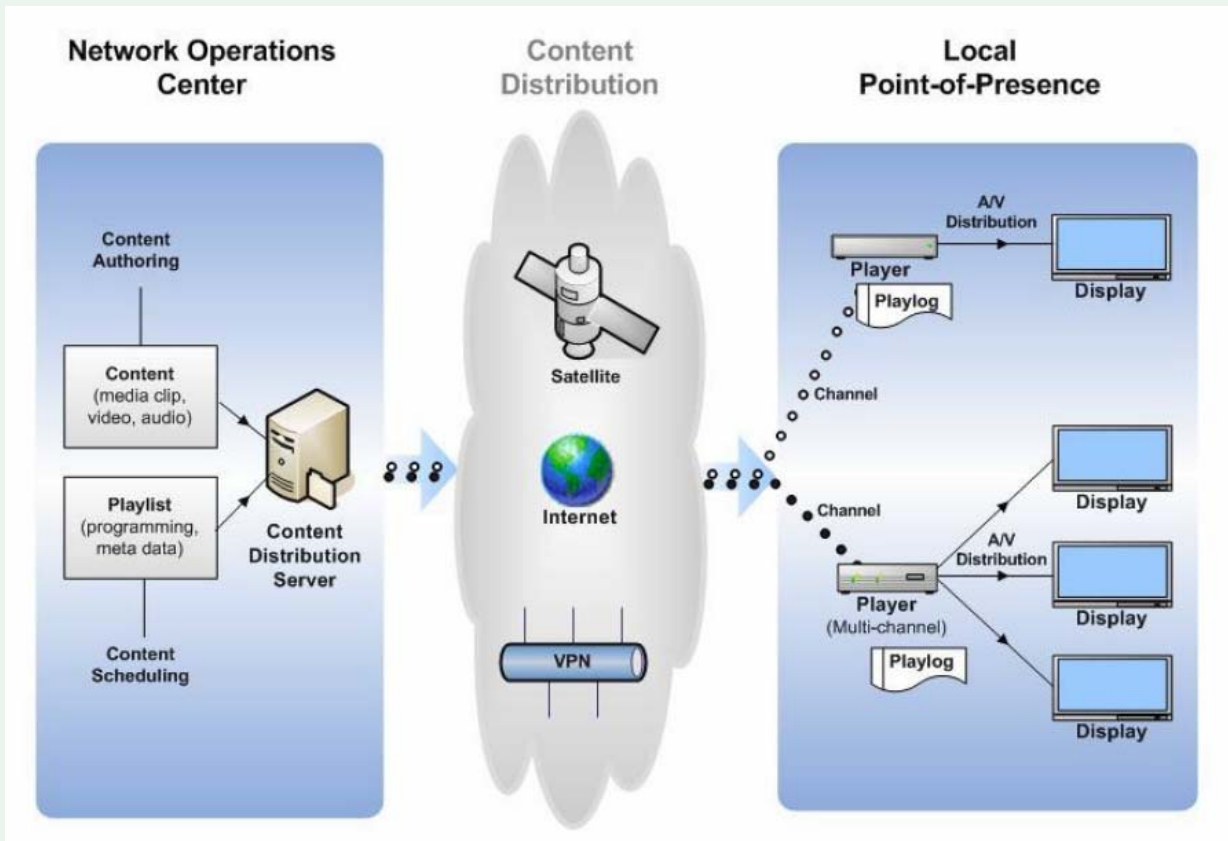 Network Operations
Center
Content
Distribution
Local
Point-of-Presence
Content
Authoring
Content
(media clip,
video, audio)
Playlist
(programming,
meta data)
Content
Distribution
Server
Content
Scheduling
Satellite
Internet
VPN
A/V
Distribution
Player
Playlog
Display
Channel
Channel
Display
A/V
Distribution
Display
Player
(Multi-channel)
Playlog
Display